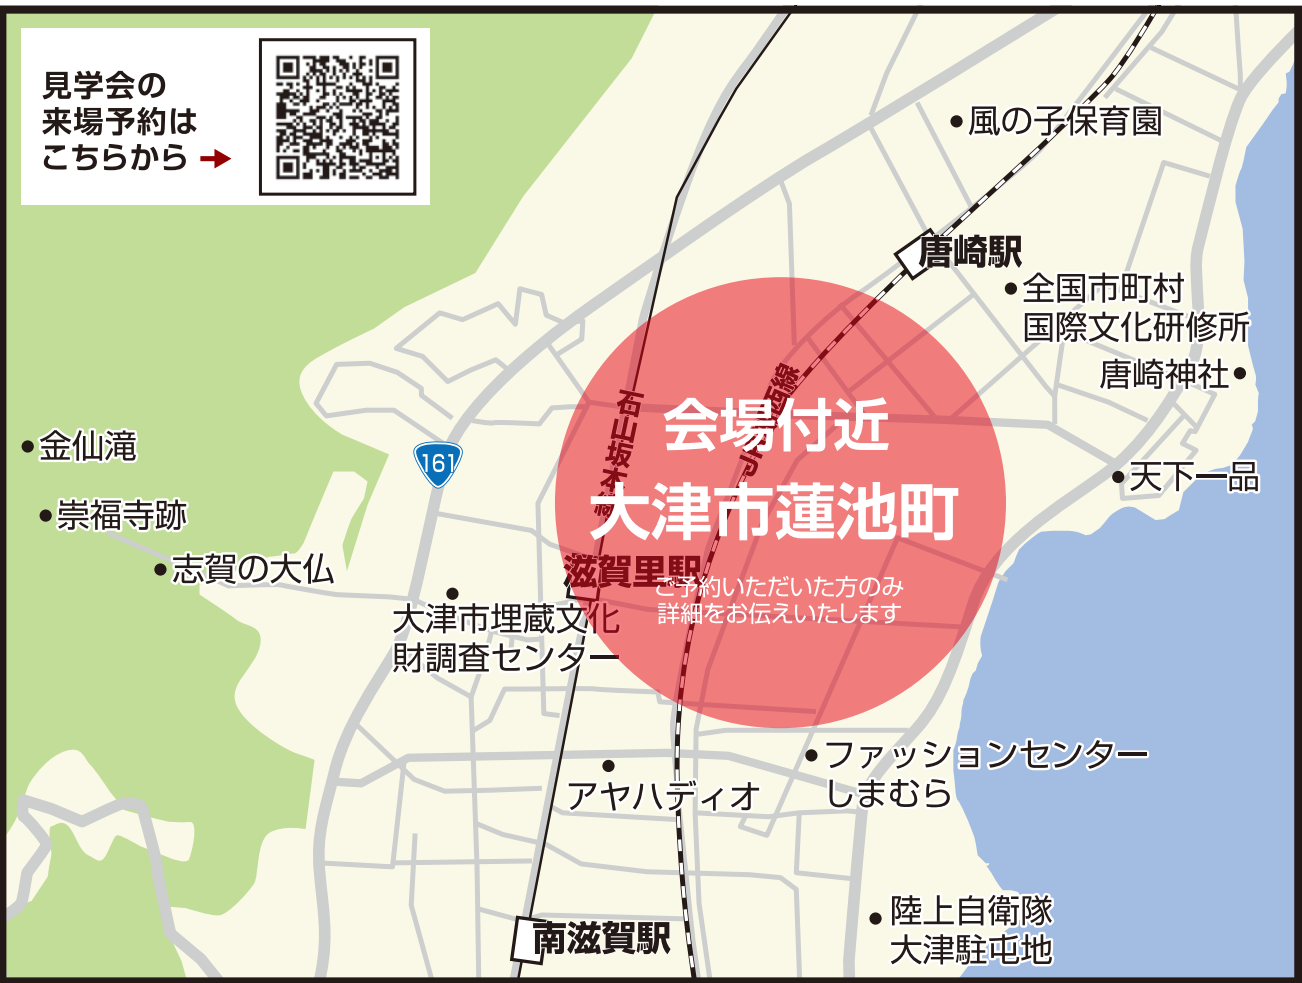 見学会の
来場予約は
こちらから
風の子保育園
唐崎駅
全国市町村
国際文化研修所
唐崎神社
石山坂本線
会場付近
大津市蓮池町
ご予約いただいた方のみ
詳細をお伝えいたします
161
金仙滝
崇福寺跡
志賀の大仏
天下一品
滋賀里駅
大津市埋蔵文化
財調査センター
ファッションセンター
しまむら
アヤハディオ
陸上自衛隊
大津駐屯地
南滋賀駅